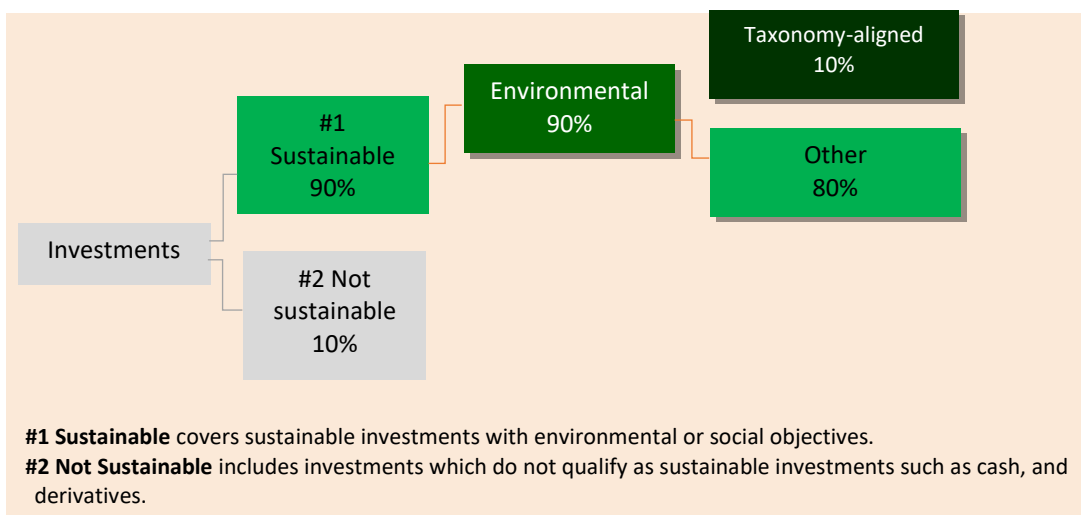 Taxonomy-aligned
10%
Environmental
90%
#1
Sustainable
90%
Other
80%
Investments
#2 Not
sustainable
10%
#1 Sustainable covers sustainable investments with environmental or social objectives.
#2 Not Sustainable includes investments which do not qualify as sustainable investments such as cash, and
derivatives.